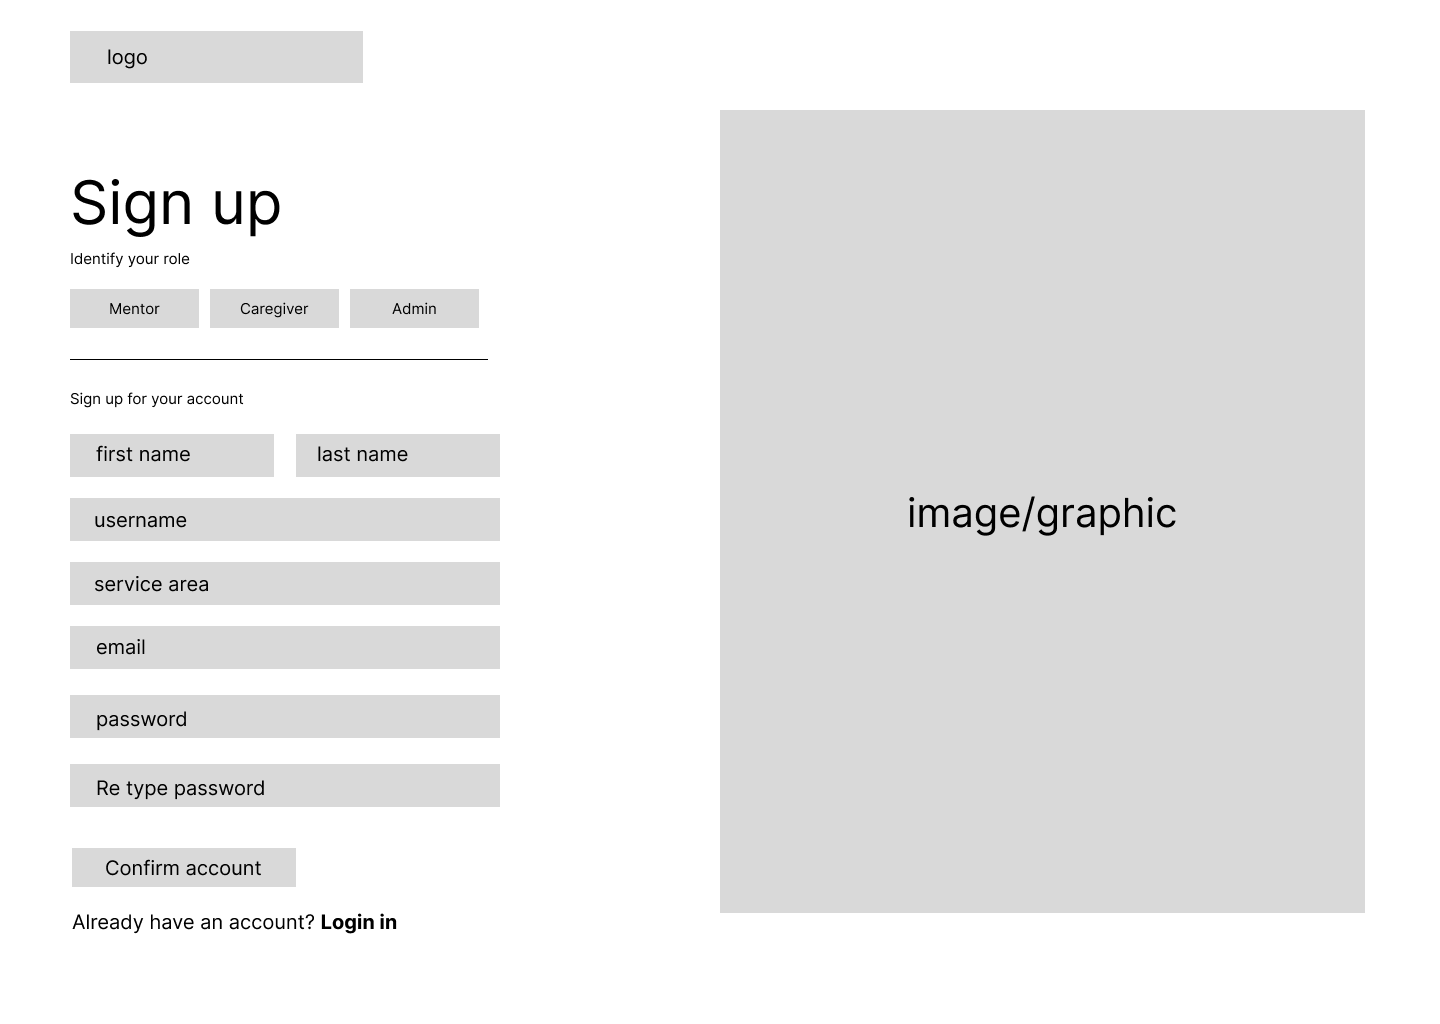 logo
Sign up
Identify your role
Mentor Caregiver Admin
Sign up for your account
first name last name
username
service area
email
password
Re type password
Confirm account
Already have an account? Login in
image/graphic